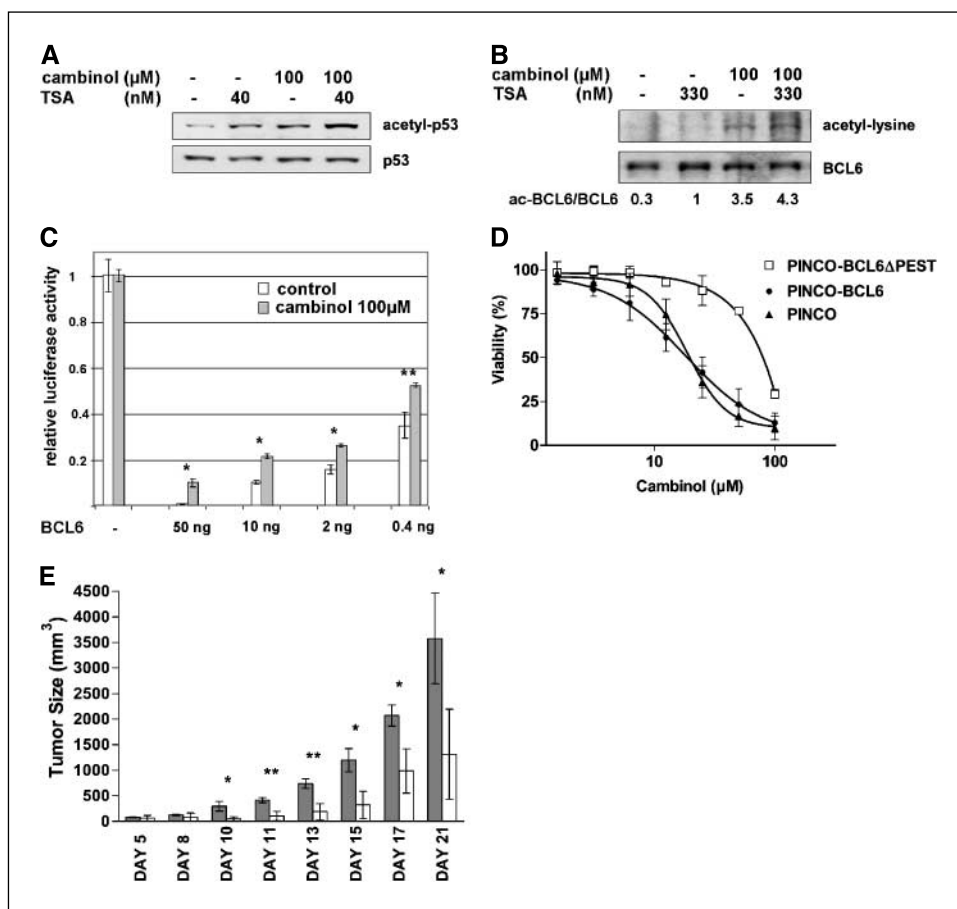 A
cambinol (µM) - - 100 100
TSA (nM) - 40 - 40
acetyl-p53
p53
B
cambinol (µM) - - 100 100
TSA (nM) - 330 - 330
acetyl-lysine
BCL6
ac-BCL6/BCL6 0.3 1 3.5 4.3
C
relative luciferase activity
1
0.8
0.6
0.4
0.2
control
cambinol 100µM
* * * **
BCL6 - 50 ng 10 ng 2 ng 0.4 ng
D
Viability (%)
100
75
50
25
0
10 100
Cambinol (µM)
PINCO-BCL6ΔPEST
PINCO-BCL6
PINCO
E
Tumor Size (mm³)
4500
4000
3500
3000
2500
2000
1500
1000
500
0
* ** ** * * *
DAY 5 DAY 8 DAY 10 DAY 11 DAY 13 DAY 15 DAY 17 DAY 21